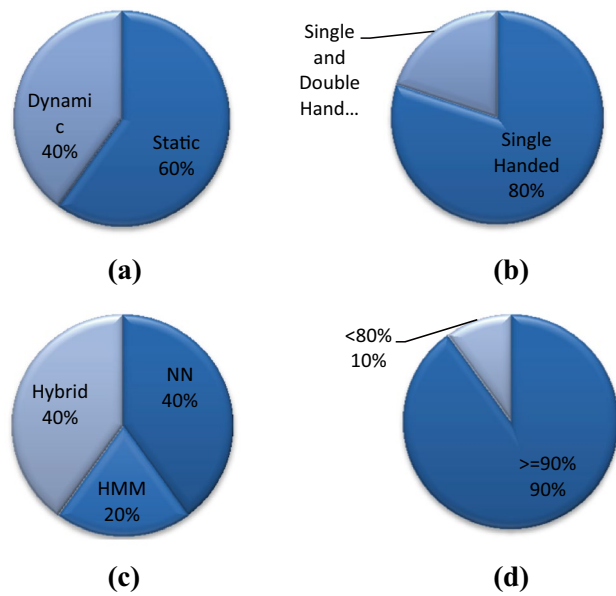 Dynami
c
40%
Static
60%
(a)
Single
and
Double
Hand...
Single
Handed
80%
(b)
Hybrid
40%
NN
40%
HMM
20%
(c)
<80%
10%
>=90%
90%
(d)